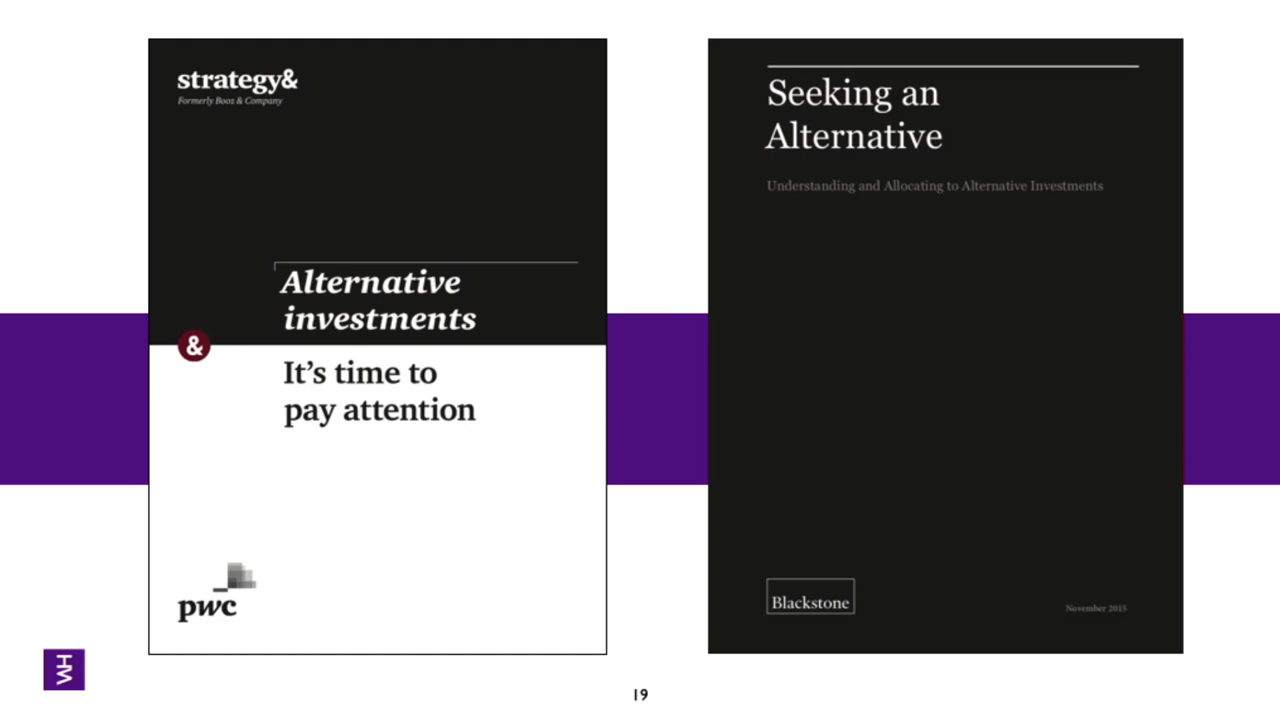 strategy&
Formerly Booz & Company
Alternative
investments
&
It's time to
pay attention
pwc
Seeking an
Alternative
Understanding and Allocating to Alternative Investments
Blackstone
November 2015
WH
19